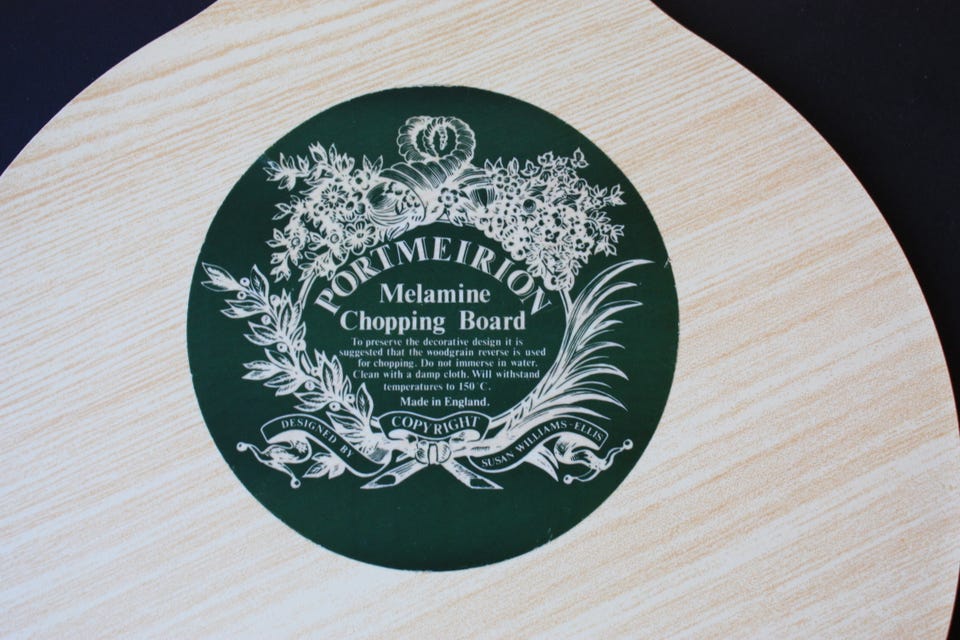 PORTMEIRION
Melamine
Chopping Board
To preserve the decorative design it is
suggested that the woodgrain reverse is used
for chopping. Do not immerse in water.
Clean with a damp cloth. Will withstand
temperatures to 150°C.
Made in England.
COPYRIGHT
DESIGNED BY
SUSAN WILLIAMS-ELLIS